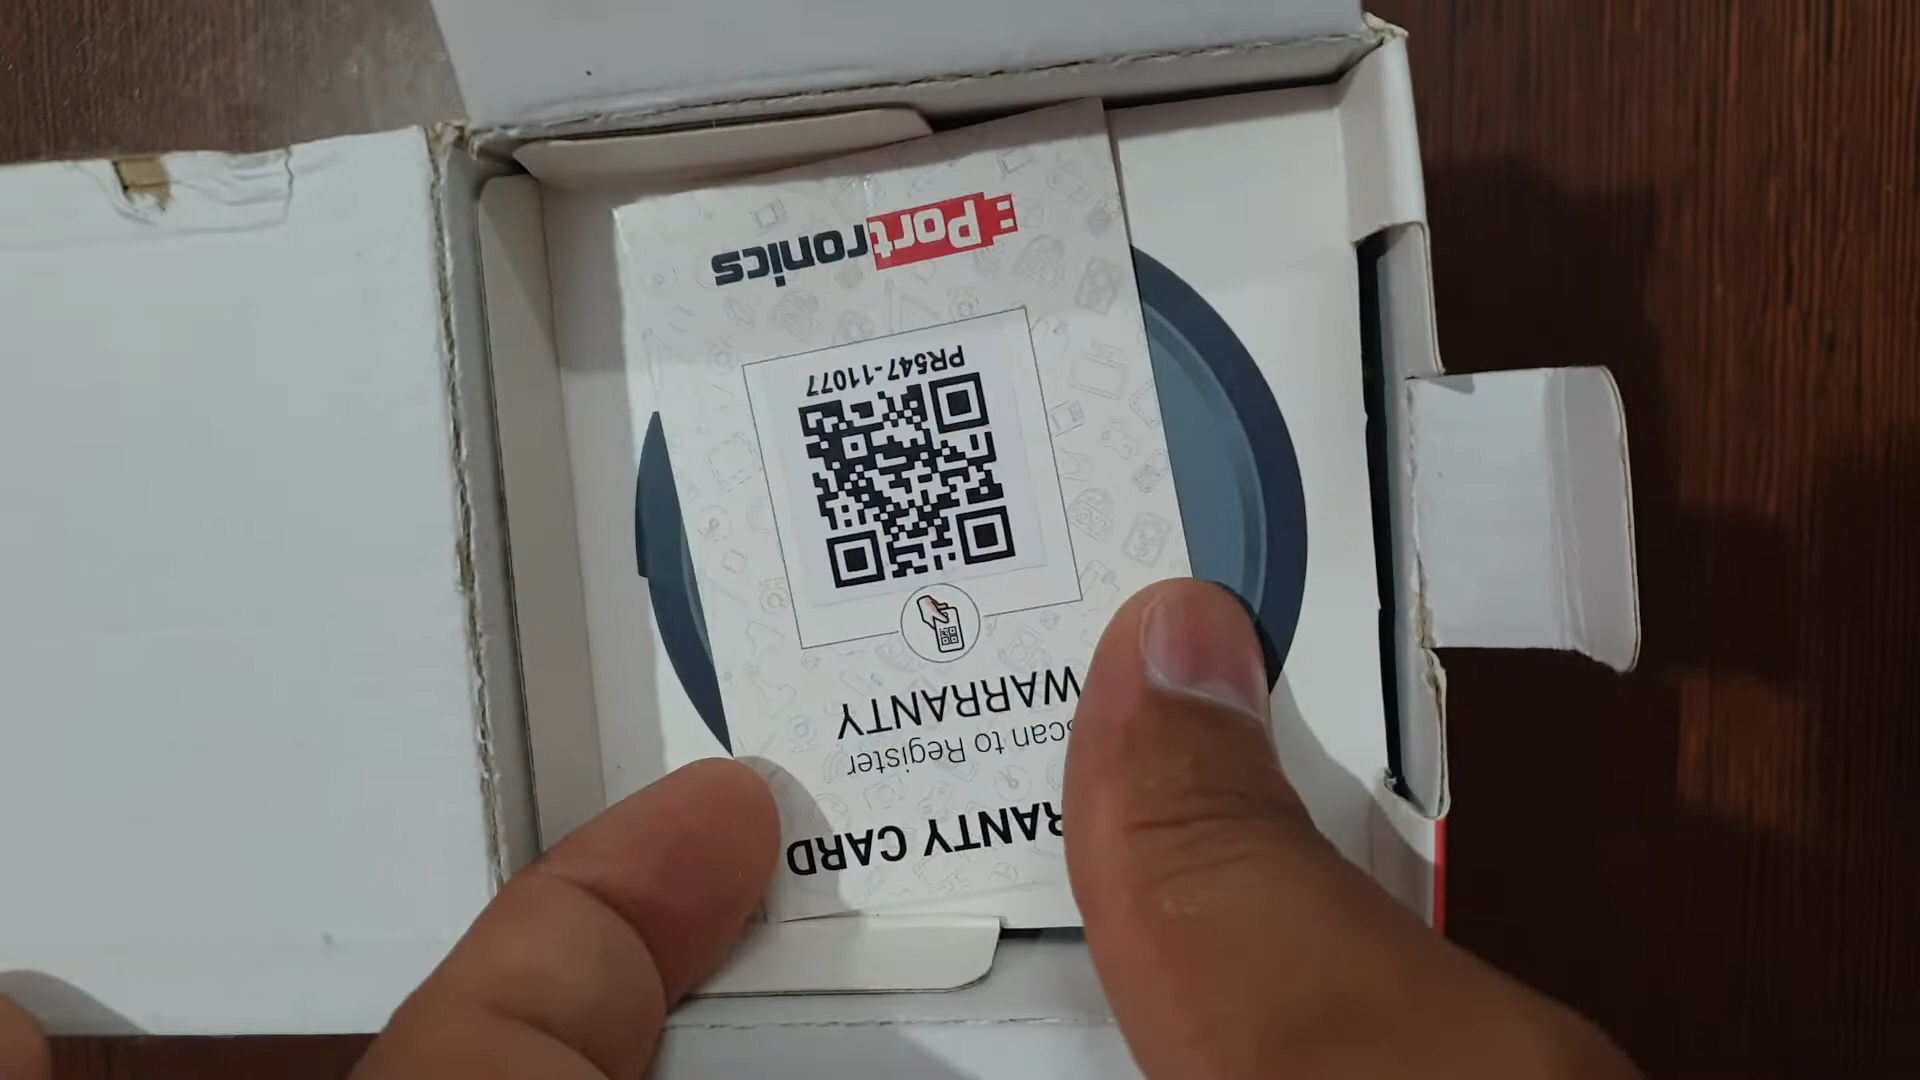 RANTY CARD
Scan to Register
WARRANTY
PR547-11077
Portronics